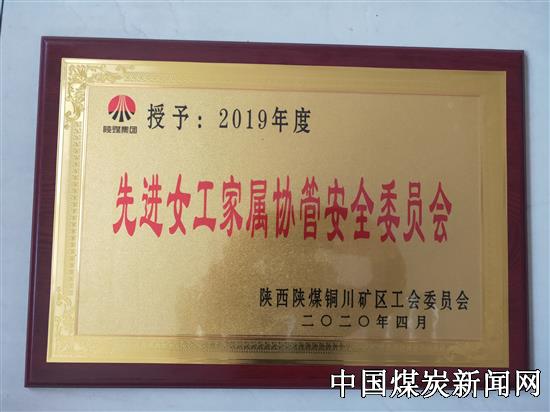 陕煤集团
授予：2019年度
先进女工家属协管安全委员会
陕西陕煤铜川矿区工会委员会
二〇二〇年四月
中国煤炭新闻网